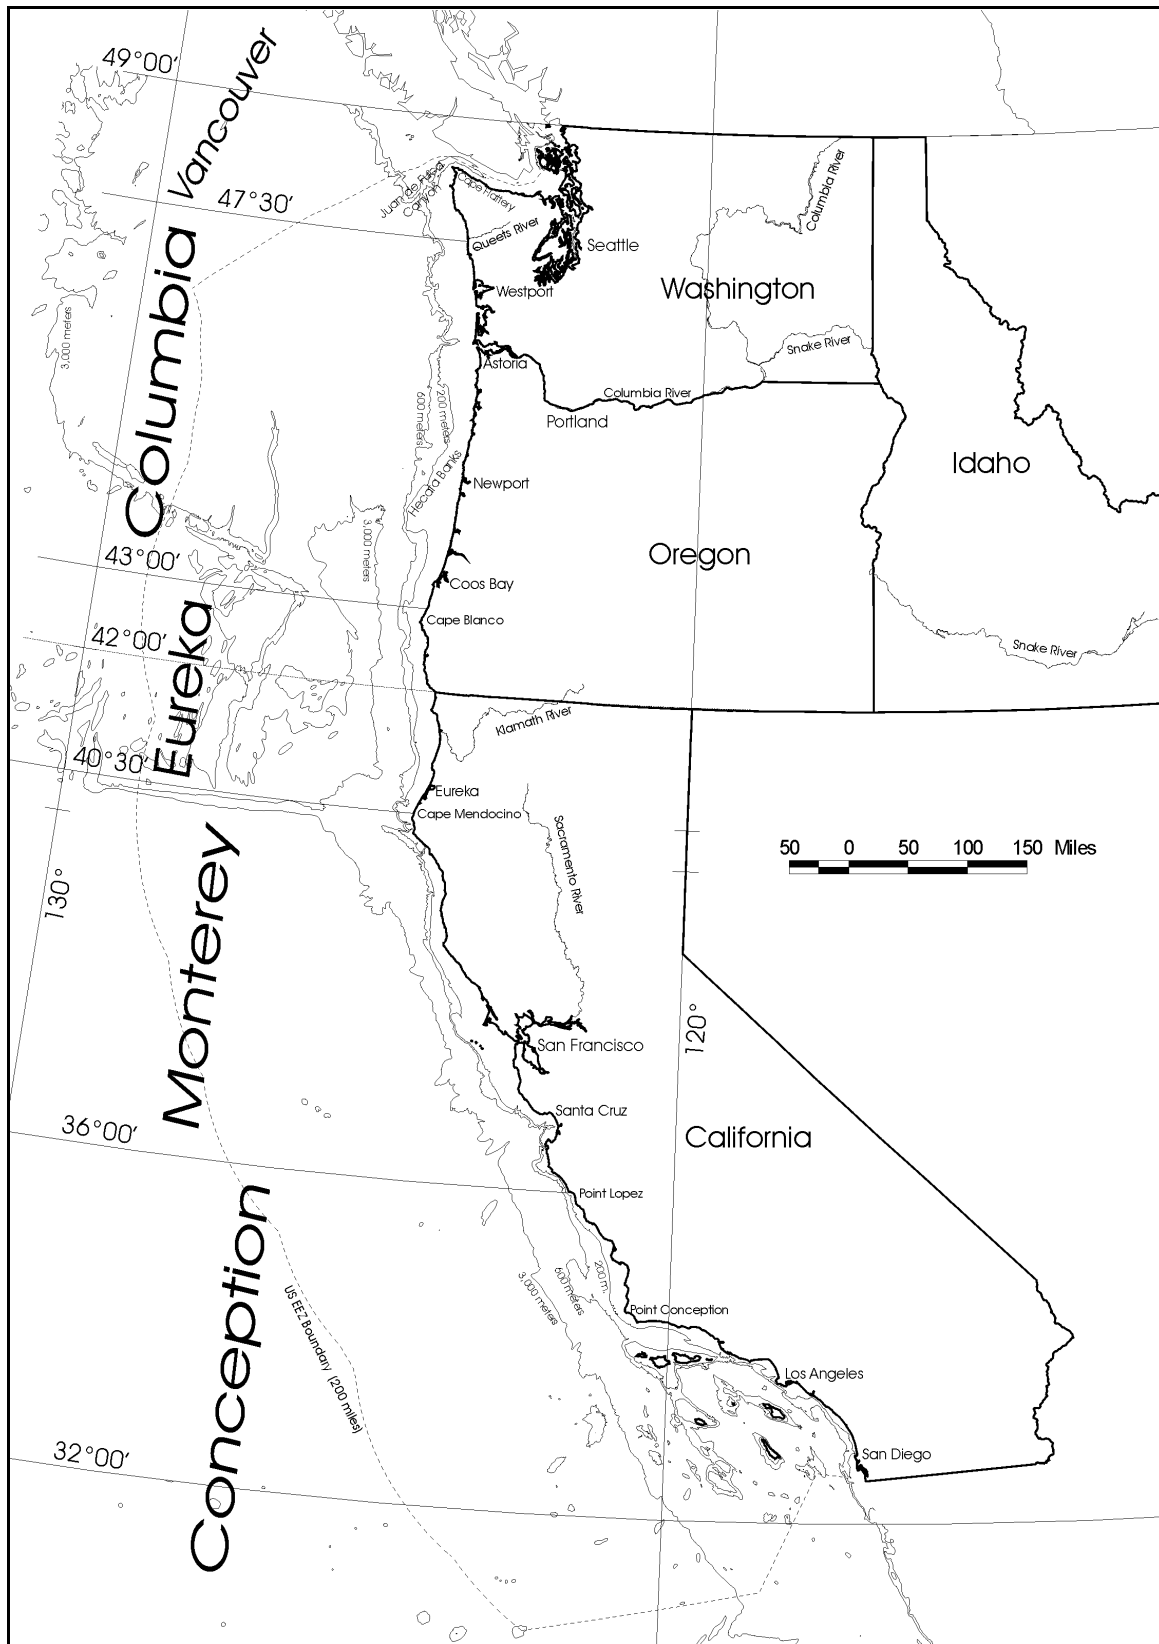 49°00′
Vancouver
47°30′
Juan de Fuca
Canyon
Cape Flattery
Queets River
Seattle
Columbia River
Washington
Westport
Columbia
3,000 meters
Astoria
Snake River
Columbia River
Portland
600 meters
200 meters
Hecata Banks
Newport
Idaho
3,000 meters
Oregon
43°00′
Coos Bay
Cape Blanco
42°00′
Eureka
Snake River
Klamath River
40°30′
Eureka
Cape Mendocino
Sacramento River
50 0 50 100 150 Miles
130°
Monterey
120°
San Francisco
Santa Cruz
36°00′
California
Point Lopez
Conception
200 m.
600 meters
3,000 meters
Point Conception
US EEZ Boundary (200 miles)
Los Angeles
San Diego
32°00′